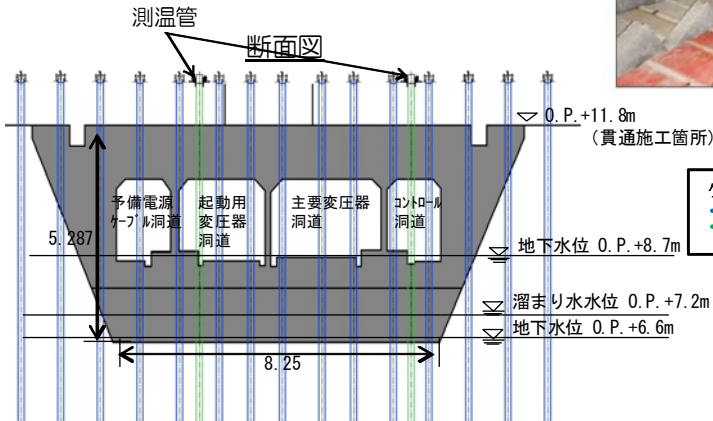 測温管
断面図
O.P.+11.8m
(貫通施工箇所)
予備電源
ケーブル洞道
起動用
変圧器
洞道
主要変圧器
洞道
コントロール
洞道
5.287
地下水位 O.P.+8.7m
溜まり水水位 O.P.+7.2m
地下水位 O.P.+6.6m
8.25